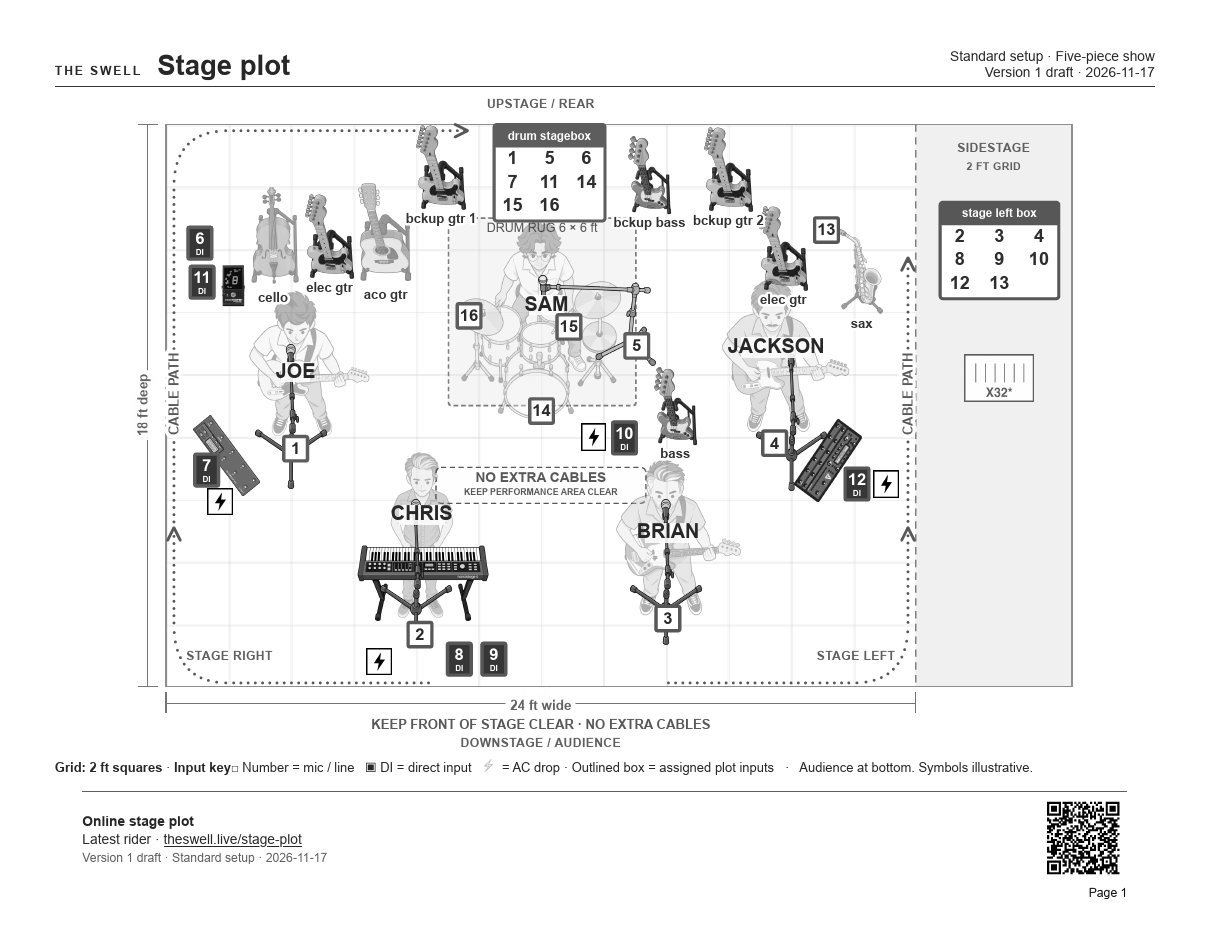 THE SWELL Stage plot
Standard setup · Five-piece show
Version 1 draft · 2026-11-17
UPSTAGE / REAR
drum stagebox
1 5 6
7 11 14
15 16
SIDESTAGE
2 FT GRID
stage left box
2 3 4
8 9 10
12 13
X32*
bckup gtr 1
bckup bass
bckup gtr 2
DRUM RUG 6 × 6 ft
6 DI
11 DI
8
cello
elec gtr
aco gtr
13
elec gtr
sax
SAM
16
15
5
14
JOE
JACKSON
18 ft deep
CABLE PATH
CABLE PATH
1
7 DI
10 DI
bass
4
12 DI
NO EXTRA CABLES
KEEP PERFORMANCE AREA CLEAR
CHRIS
BRIAN
2
3
8 DI
9 DI
STAGE RIGHT
STAGE LEFT
24 ft wide
KEEP FRONT OF STAGE CLEAR · NO EXTRA CABLES
DOWNSTAGE / AUDIENCE
Grid: 2 ft squares · Input key□ Number = mic / line ▣ DI = direct input ⚡ = AC drop · Outlined box = assigned plot inputs · Audience at bottom. Symbols illustrative.
Online stage plot
Latest rider · theswell.live/stage-plot
Version 1 draft · Standard setup · 2026-11-17
Page 1